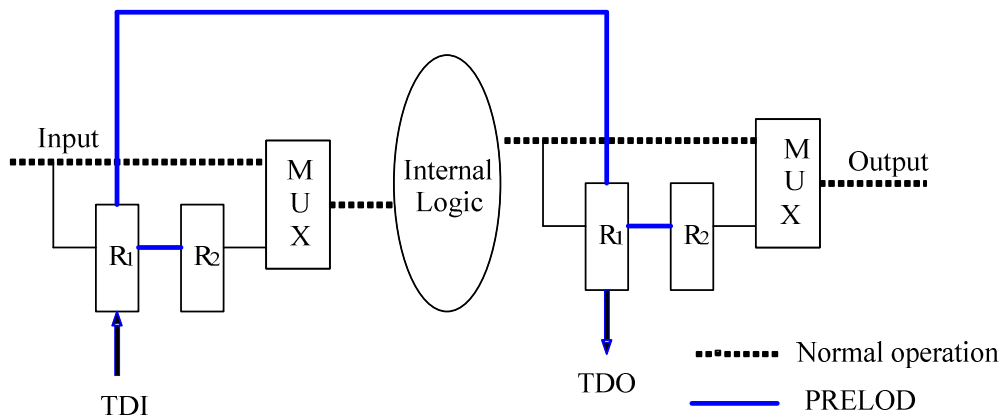 Input
M
U
X
Internal
Logic
M
U
X
Output
R1
R2
R1
R2
TDI
TDO
Normal operation
PRELOD